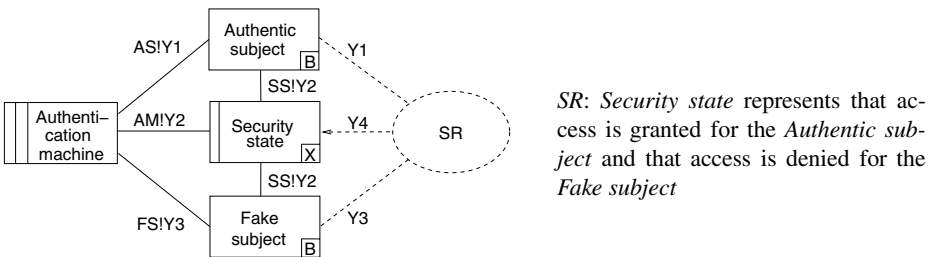 Authentic
subject
B
AS!Y1
Y1
SS!Y2
Authenti–
cation
machine
AM!Y2
Security
state
X
Y4
SR
SS!Y2
FS!Y3
Fake
subject
B
Y3
SR: Security state represents that ac-
cess is granted for the Authentic sub-
ject and that access is denied for the
Fake subject